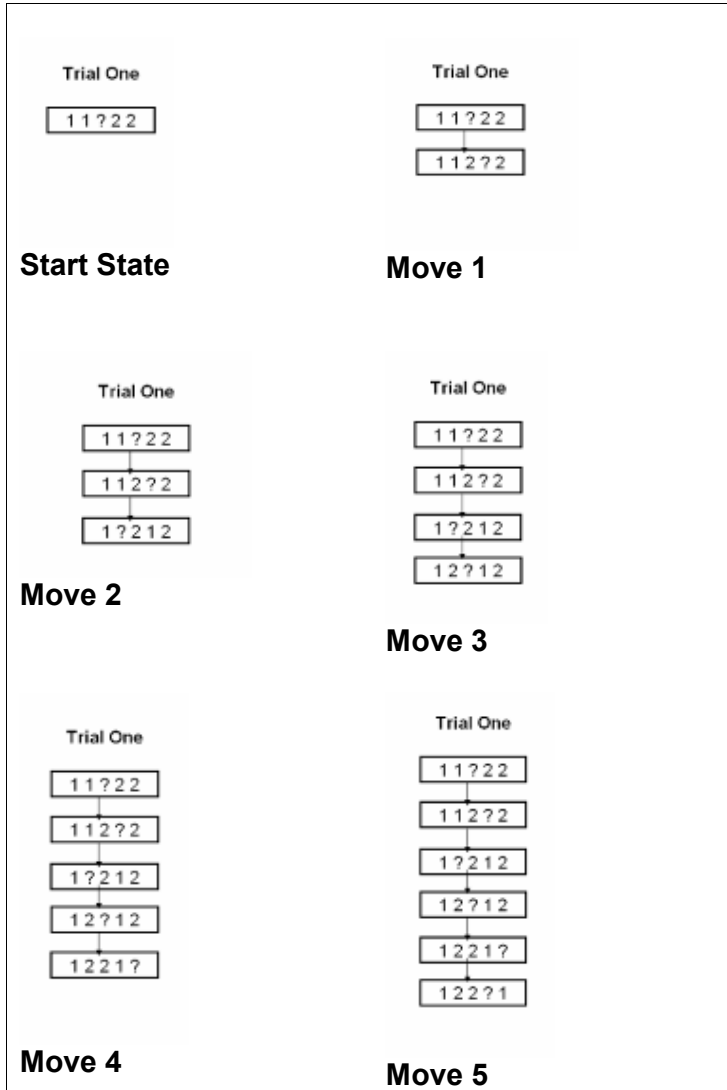 Trial One
1 1 ? 2 2
Start State
Trial One
1 1 ? 2 2
1 1 2 ? 2
Move 1
Trial One
1 1 ? 2 2
1 1 2 ? 2
1 ? 2 1 2
Move 2
Trial One
1 1 ? 2 2
1 1 2 ? 2
1 ? 2 1 2
1 2 ? 1 2
Move 3
Trial One
1 1 ? 2 2
1 1 2 ? 2
1 ? 2 1 2
1 2 ? 1 2
1 2 2 1 ?
Move 4
Trial One
1 1 ? 2 2
1 1 2 ? 2
1 ? 2 1 2
1 2 ? 1 2
1 2 2 1 ?
1 2 2 ? 1
Move 5